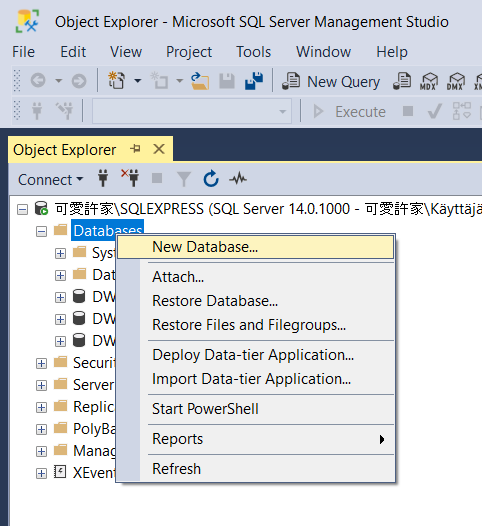 Object Explorer - Microsoft SQL Server Management Studio
File Edit View Project Tools Window Help
New Query MDX DMX
Execute
Object Explorer
Connect
可愛許家\SQLEXPRESS (SQL Server 14.0.1000 - 可愛許家\Käyttäjä
Databases
New Database...
Syst
Attach...
Dat
Restore Database...
DW
Restore Files and Filegroups...
DW
DW
Deploy Data-tier Application...
Securit
Import Data-tier Application...
Server
Start PowerShell
Replica
PolyBa
Reports
Manag
Refresh
XEvent